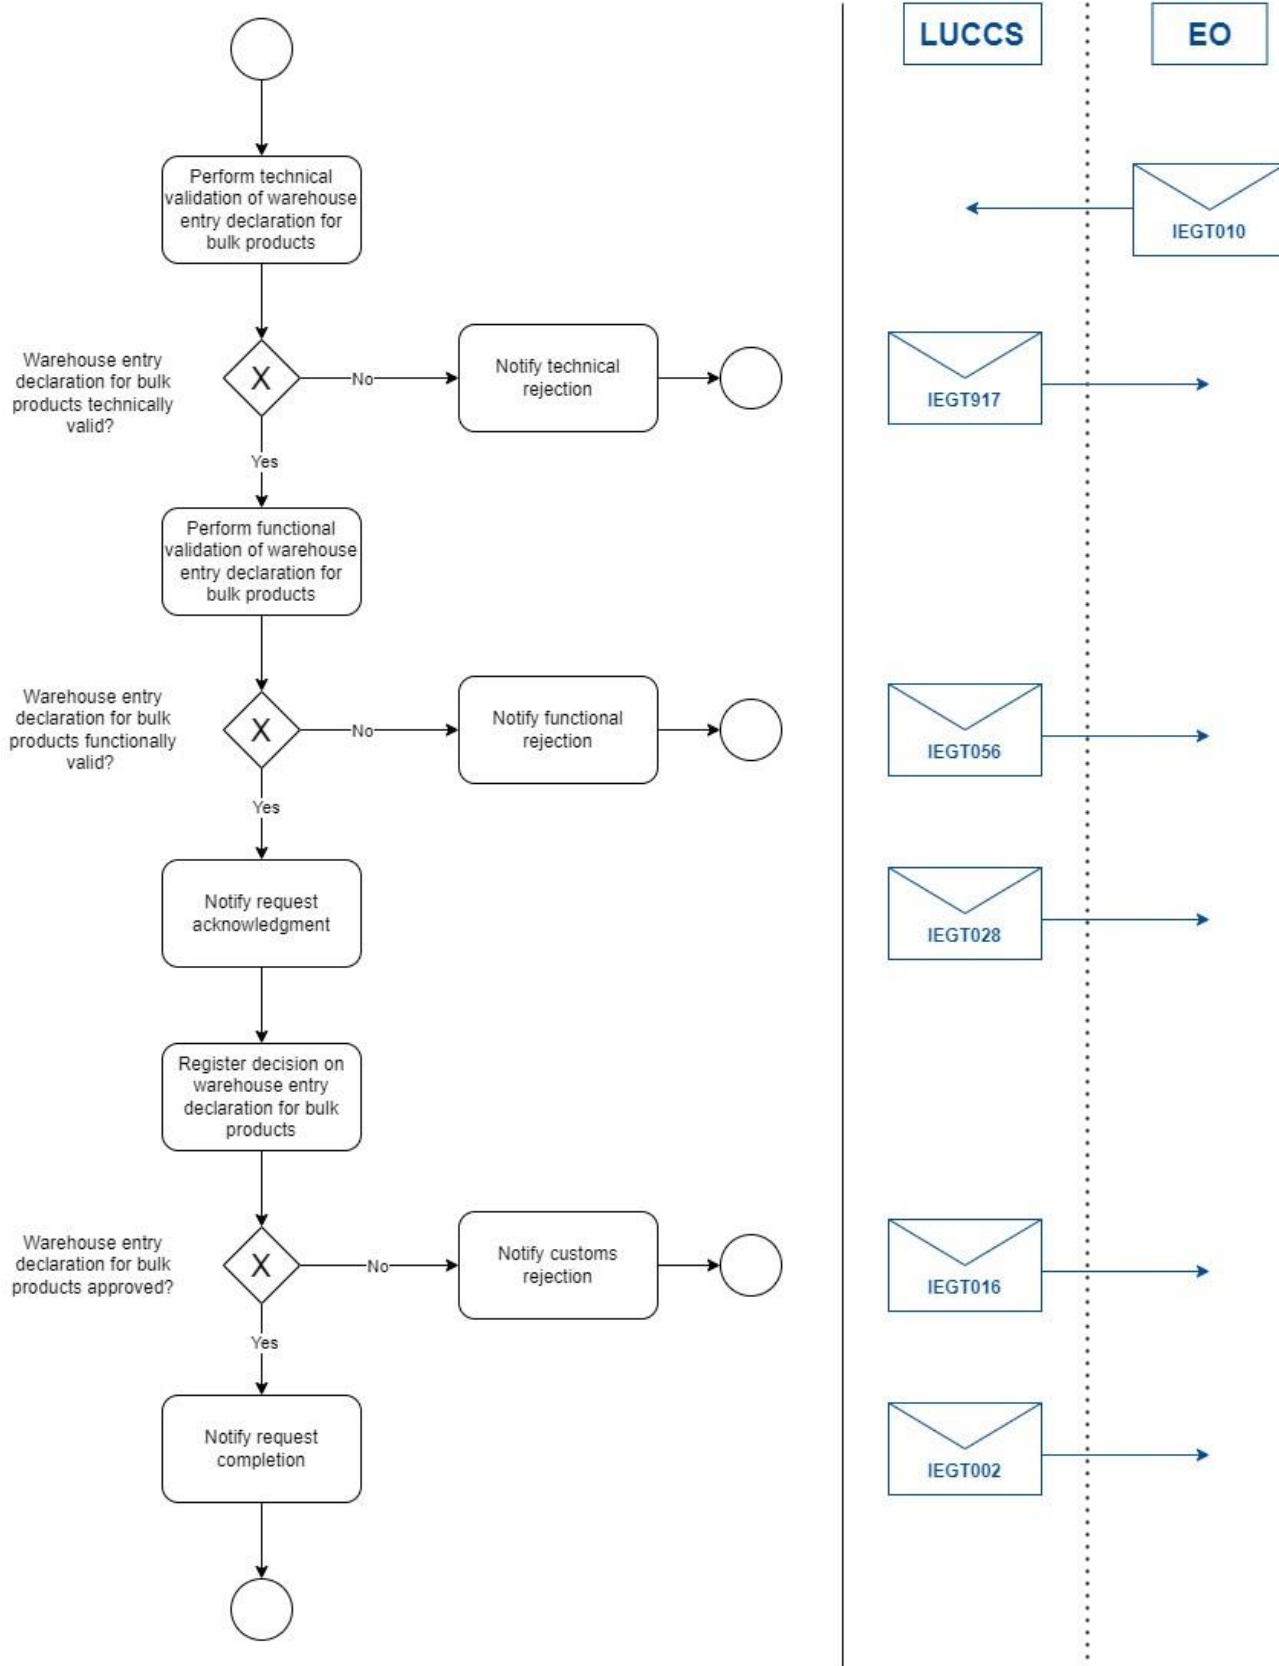 LUCCS
EO
Perform technical
validation of warehouse
entry declaration for
bulk products
IEGT010
Warehouse entry
declaration for bulk
products technically
valid?
X
No
Notify technical
rejection
IEGT917
Yes
Perform functional
validation of warehouse
entry declaration for
bulk products
Warehouse entry
declaration for bulk
products functionally
valid?
X
No
Notify functional
rejection
IEGT056
Yes
Notify request
acknowledgment
IEGT028
Register decision on
warehouse entry
declaration for bulk
products
Warehouse entry
declaration for bulk
products approved?
X
No
Notify customs
rejection
IEGT016
Yes
Notify request
completion
IEGT002